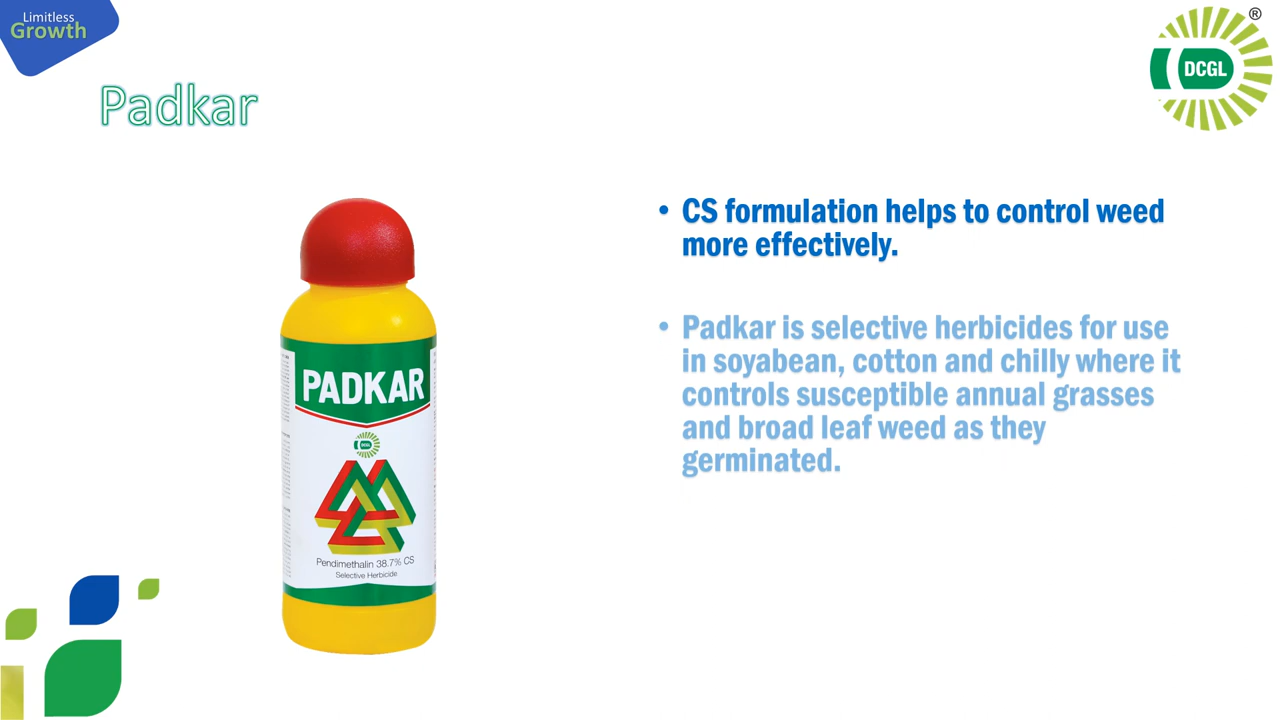 Limitless
Growth
®
DCGL
Padkar
• CS formulation helps to control weed
more effectively.
• Padkar is selective herbicides for use
in soyabean, cotton and chilly where it
controls susceptible annual grasses
and broad leaf weed as they
germinated.
PADKAR
DCGL
Pendimethalin 38.7% CS
Selective Herbicide